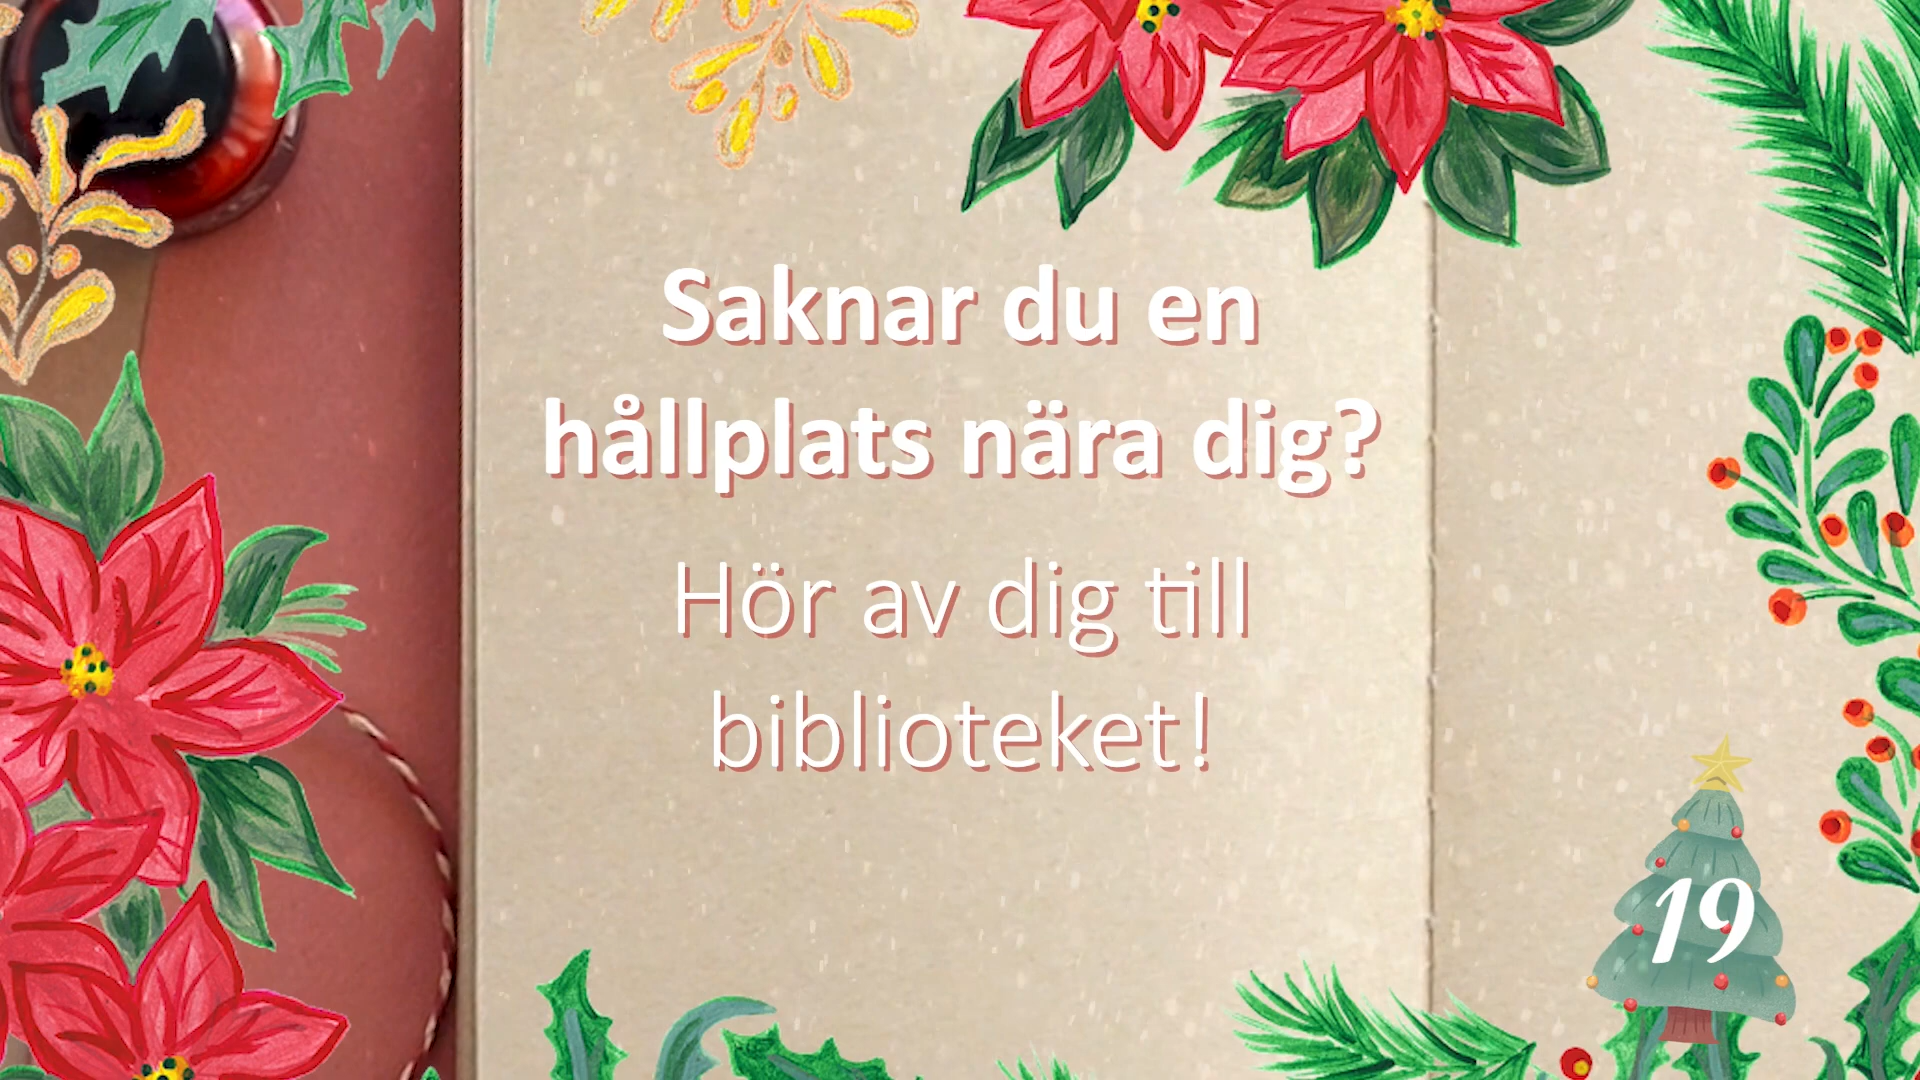 Saknar du en
hållplats nära dig?
Hör av dig till
biblioteket!
19